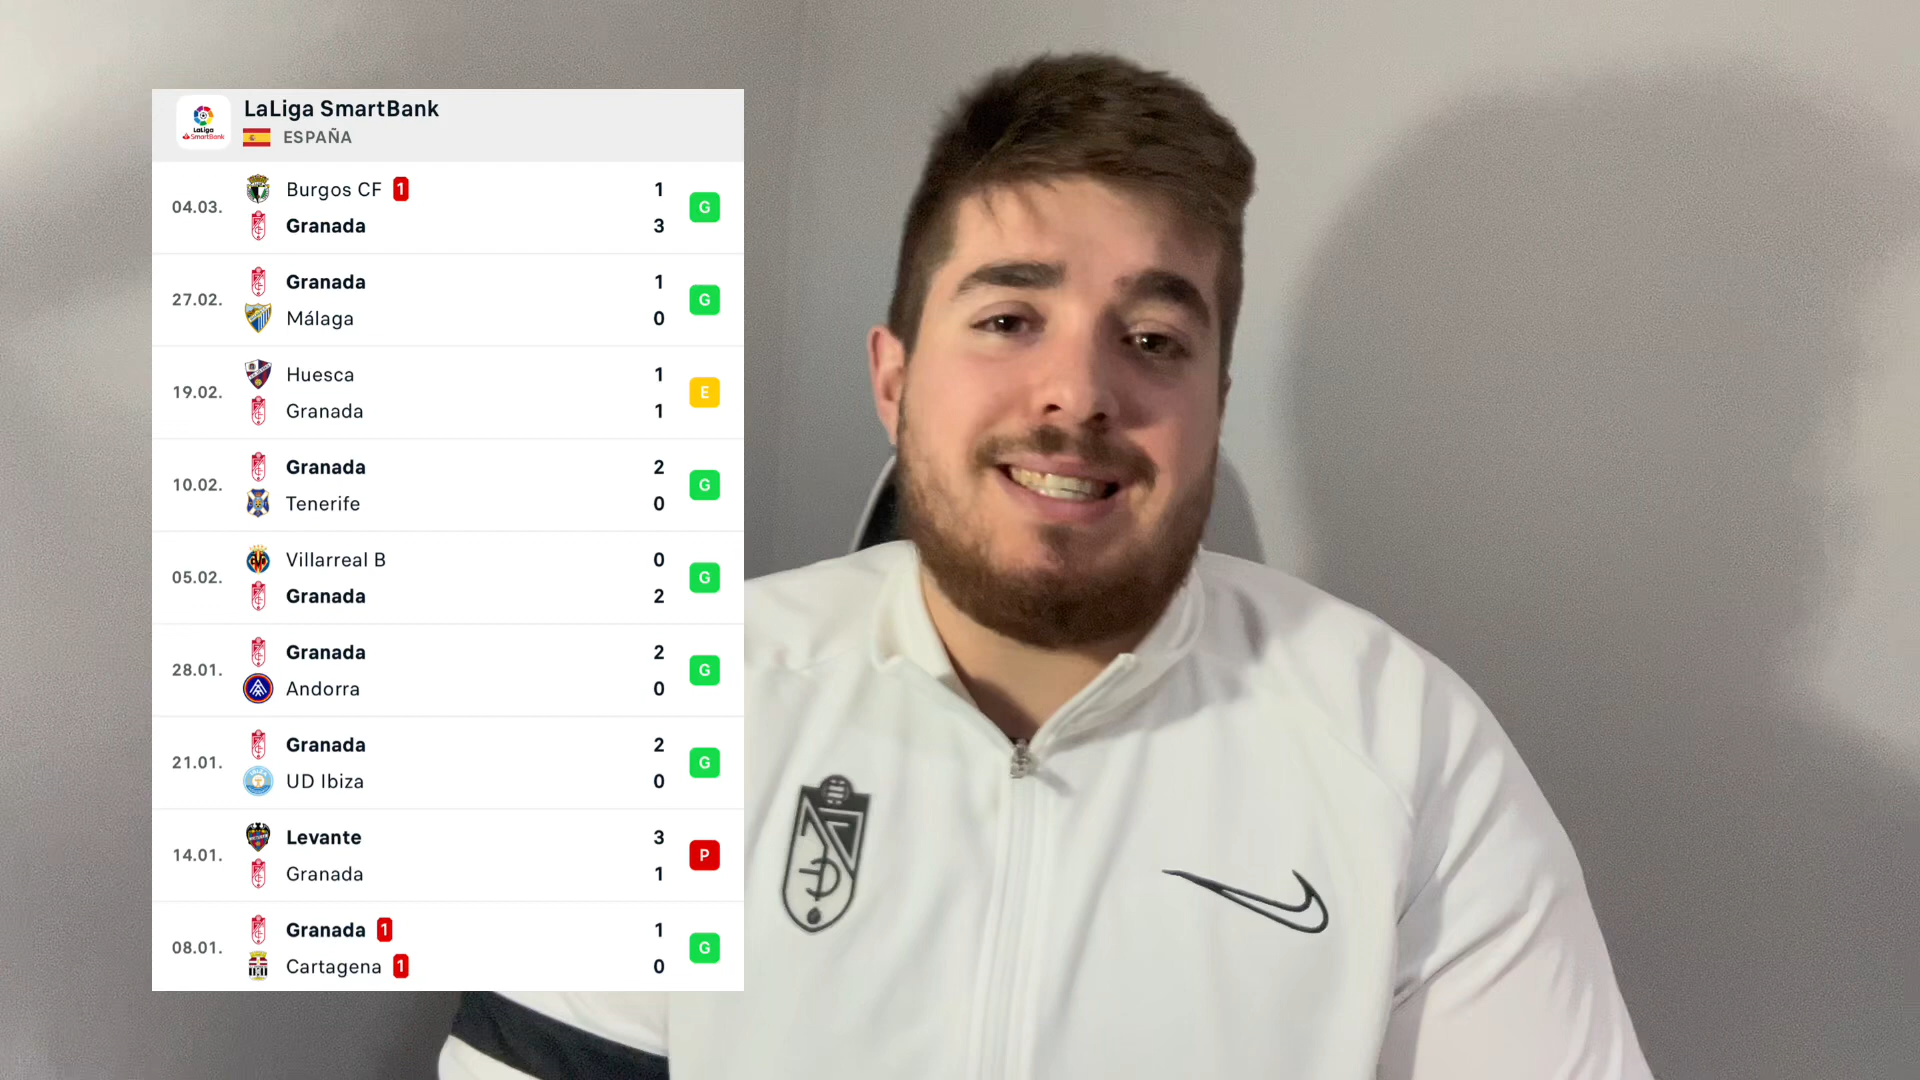 LaLiga SmartBank
ESPAÑA
LaLiga
SmartBank
04.03.
Burgos CF 1 1
Granada 3
G
27.02.
Granada 1
Málaga 0
G
19.02.
Huesca 1
Granada 1
E
10.02.
Granada 2
Tenerife 0
G
05.02.
Villarreal B 0
Granada 2
G
28.01.
Granada 2
Andorra 0
G
21.01.
Granada 2
UD Ibiza 0
G
14.01.
Levante 3
Granada 1
P
08.01.
Granada 1 1
Cartagena 1 0
G